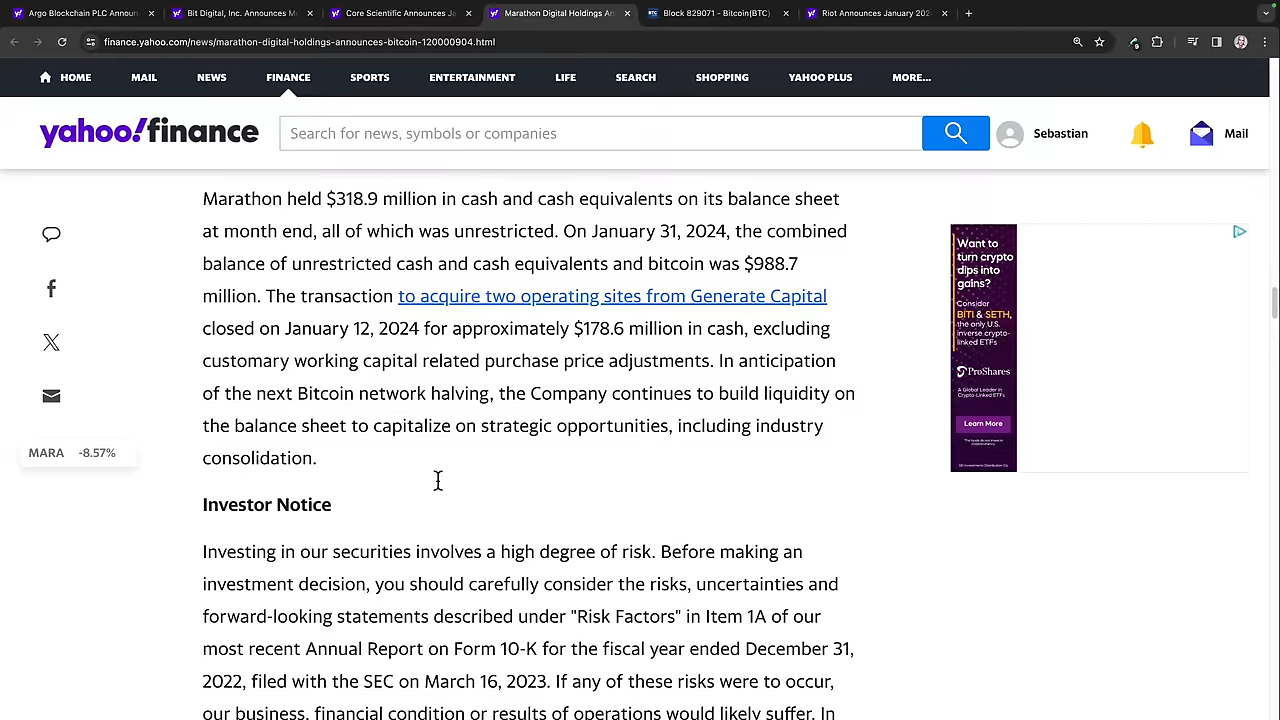 Argo Blockchain PLC Announ
Bit Digital, Inc. Announces M
Core Scientific Announces Ja
Marathon Digital Holdings An
Block 829071 - Bitcoin(BTC)
Riot Announces January 202
finance.yahoo.com/news/marathon-digital-holdings-announces-bitcoin-120000904.html
HOME MAIL NEWS FINANCE SPORTS ENTERTAINMENT LIFE SEARCH SHOPPING YAHOO PLUS MORE...
yahoo!finance
Search for news, symbols or companies
Sebastian
Mail
Marathon held $318.9 million in cash and cash equivalents on its balance sheet
at month end, all of which was unrestricted. On January 31, 2024, the combined
balance of unrestricted cash and cash equivalents and bitcoin was $988.7
million. The transaction to acquire two operating sites from Generate Capital
closed on January 12, 2024 for approximately $178.6 million in cash, excluding
customary working capital related purchase price adjustments. In anticipation
of the next Bitcoin network halving, the Company continues to build liquidity on
the balance sheet to capitalize on strategic opportunities, including industry
consolidation.
Investor Notice
Investing in our securities involves a high degree of risk. Before making an
investment decision, you should carefully consider the risks, uncertainties and
forward-looking statements described under "Risk Factors" in Item 1A of our
most recent Annual Report on Form 10-K for the fiscal year ended December 31,
2022, filed with the SEC on March 16, 2023. If any of these risks were to occur,
our business, financial condition or results of operations would likely suffer. In
MARA -8.57%
Want to
turn crypto
dips into
gains?
Consider
BITI & SETH,
the only U.S.
inverse crypto-
linked ETFs
ProShares
A Global Leader in
Crypto-Linked ETFs
Learn More